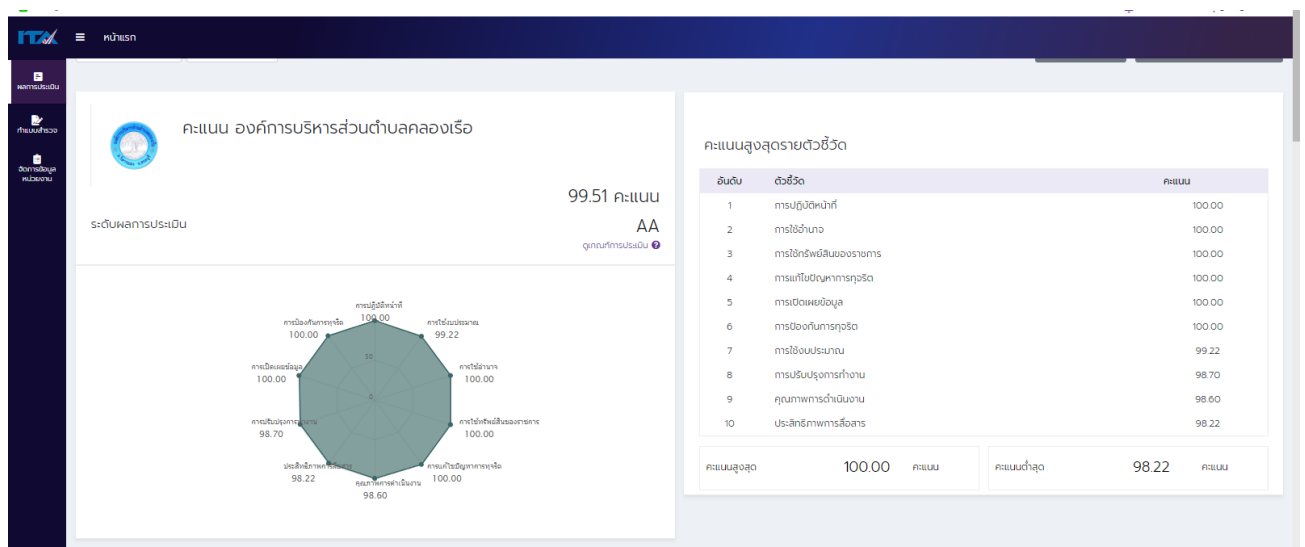 ITA
หน้าแรก
ผลการประเมิน
ทำแบบสำรวจ
จัดการข้อมูล
หน่วยงาน
คะแนน องค์การบริหารส่วนตำบลคลองเรือ
99.51 คะแนน
ระดับผลการประเมิน
AA
ดูเกณฑ์การประเมิน
การปฏิบัติหน้าที่
100.00
การใช้งบประมาณ
99.22
การใช้อำนาจ
100.00
การใช้ทรัพย์สินของราชการ
100.00
การแก้ไขปัญหาการทุจริต
100.00
คุณภาพการดำเนินงาน
98.60
ประสิทธิภาพการสื่อสาร
98.22
การปรับปรุงการทำงาน
98.70
การเปิดเผยข้อมูล
100.00
การป้องกันการทุจริต
100.00
50
0
คะแนนสูงสุดรายตัวชี้วัด
อันดับ ตัวชี้วัด คะแนน
1 การปฏิบัติหน้าที่ 100.00
2 การใช้อำนาจ 100.00
3 การใช้ทรัพย์สินของราชการ 100.00
4 การแก้ไขปัญหาการทุจริต 100.00
5 การเปิดเผยข้อมูล 100.00
6 การป้องกันการทุจริต 100.00
7 การใช้งบประมาณ 99.22
8 การปรับปรุงการทำงาน 98.70
9 คุณภาพการดำเนินงาน 98.60
10 ประสิทธิภาพการสื่อสาร 98.22
คะแนนสูงสุด 100.00 คะแนน
คะแนนต่ำสุด 98.22 คะแนน